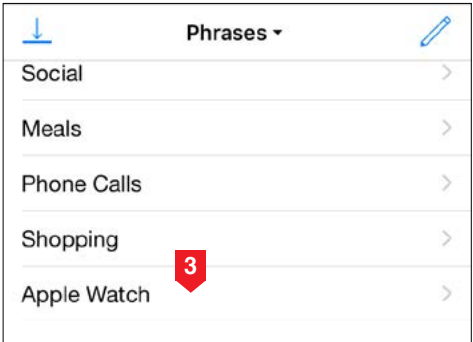 Phrases
Social
Meals
Phone Calls
Shopping
3
Apple Watch